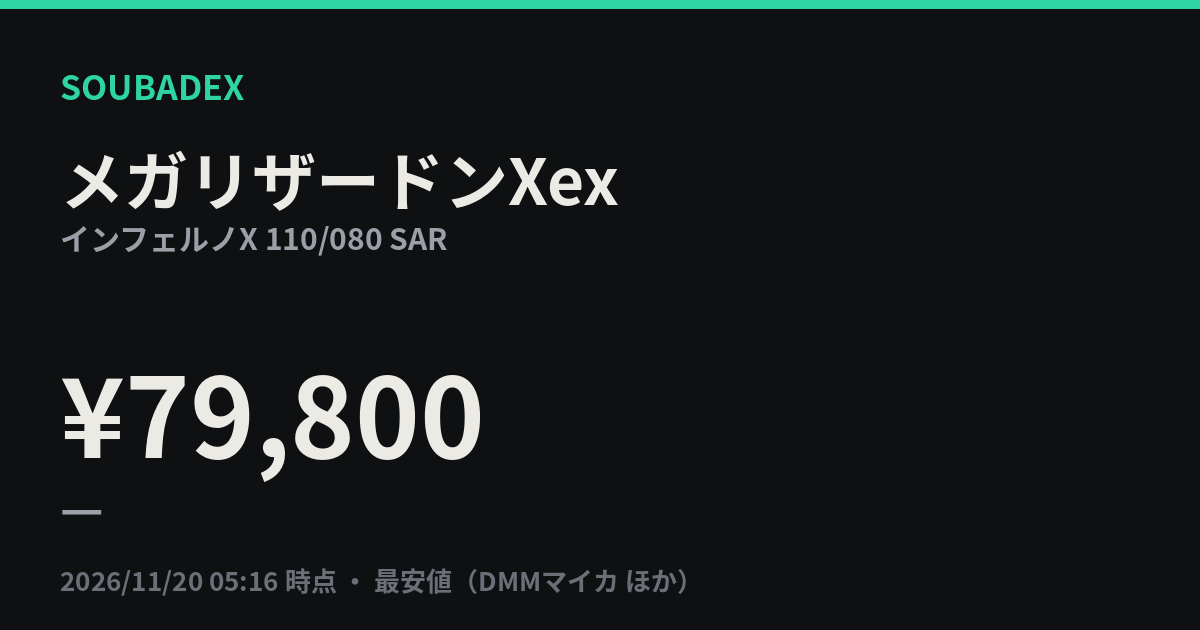 SOUBADEX
メガリザードンXex
インフェルノX 110/080 SAR
¥79,800
—
2026/11/20 05:16 時点 ・ 最安値（DMMマイカ ほか）